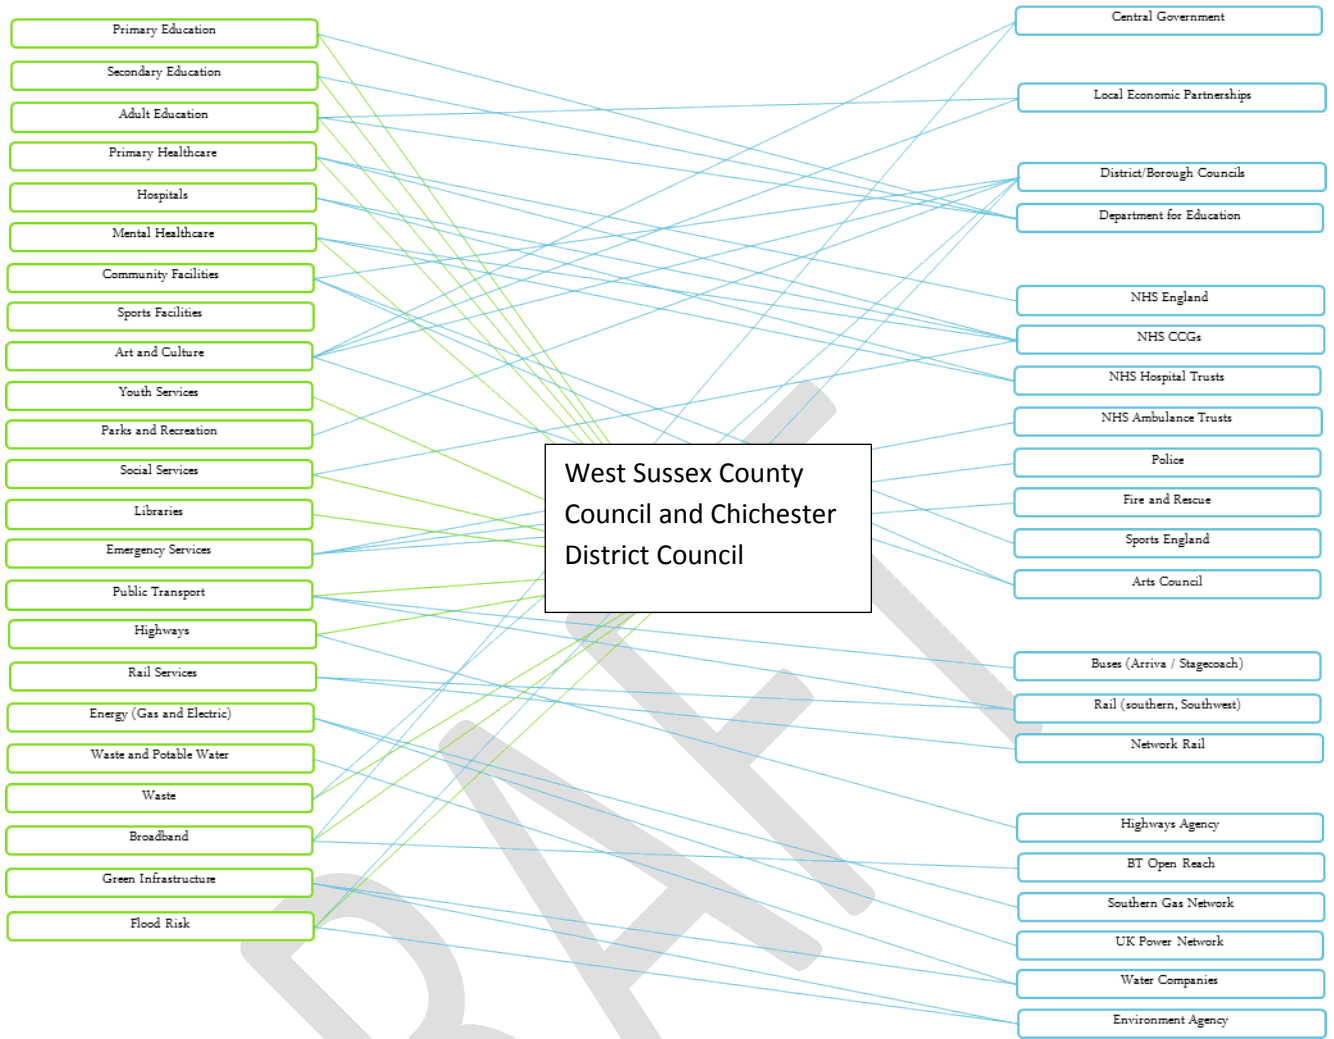 Primary Education
Secondary Education
Adult Education
Primary Healthcare
Hospitals
Mental Healthcare
Community Facilities
Sports Facilities
Art and Culture
Youth Services
Parks and Recreation
Social Services
Libraries
Emergency Services
Public Transport
Highways
Rail Services
Energy (Gas and Electric)
Waste and Potable Water
Waste
Broadband
Green Infrastructure
Flood Risk
West Sussex County
Council and Chichester
District Council
Central Government
Local Economic Partnerships
District/Borough Councils
Department for Education
NHS England
NHS CCGs
NHS Hospital Trusts
NHS Ambulance Trusts
Police
Fire and Rescue
Sports England
Arts Council
Buses (Arriva / Stagecoach)
Rail (southern, Southwest)
Network Rail
Highways Agency
BT Open Reach
Southern Gas Network
UK Power Network
Water Companies
Environment Agency